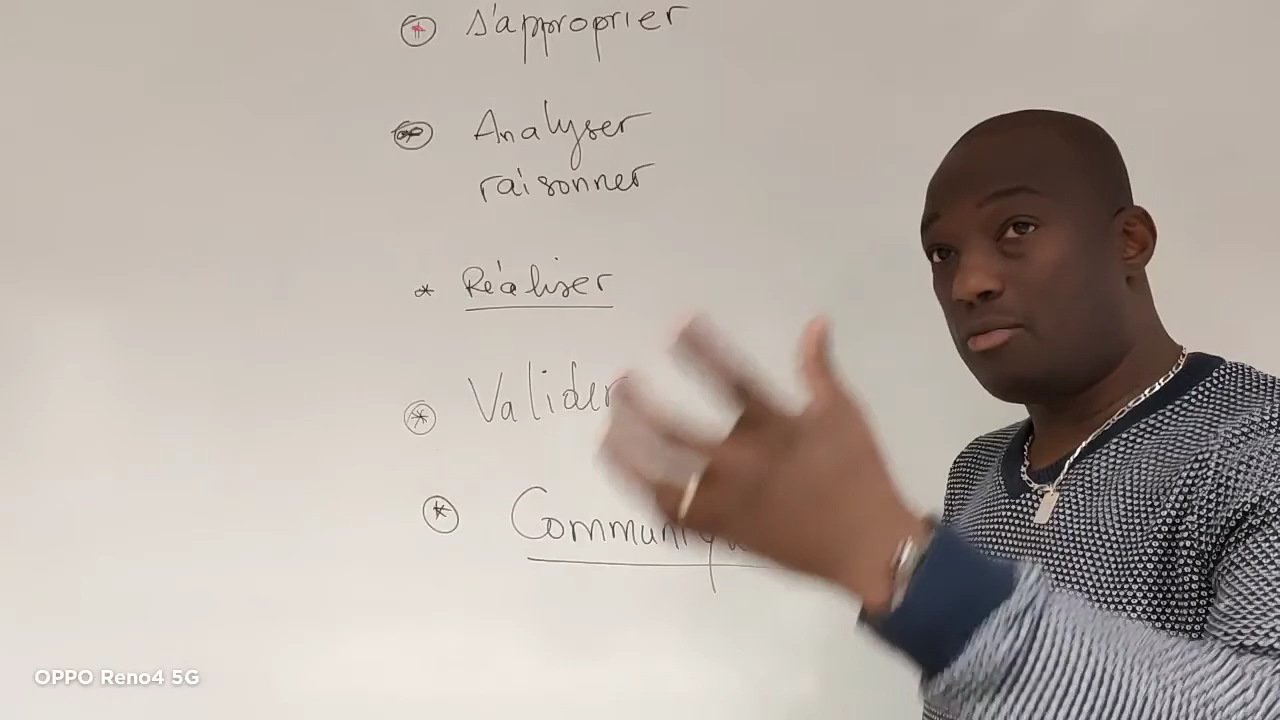 s'approprier
Analyser
raisonner
Réaliser
Valider
OPPO Reno4 5G